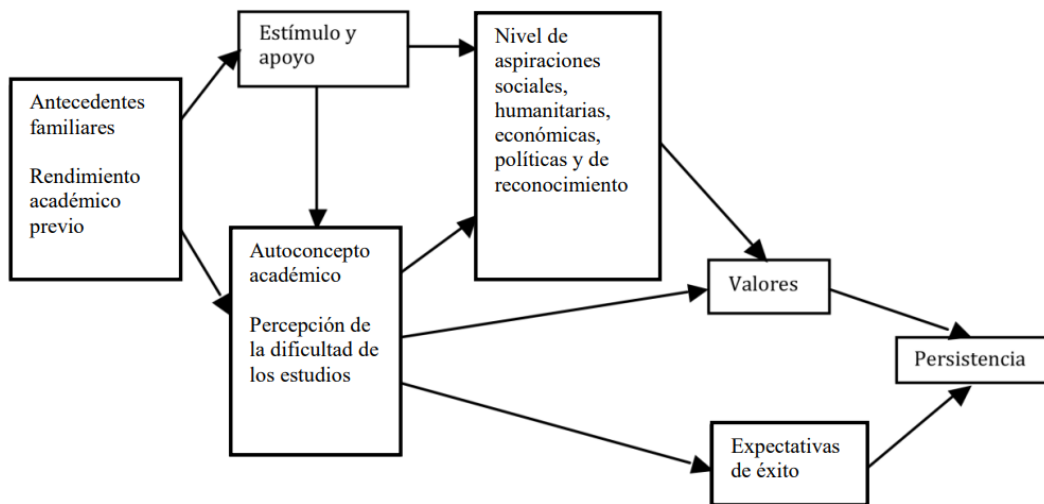 Estímulo y
apoyo
Nivel de
aspiraciones
sociales,
humanitarias,
económicas,
políticas y de
reconocimiento
Antecedentes
familiares
Rendimiento
académico
previo
Autoconcepto
académico
Percepción de
la dificultad de
los estudios
Valores
Persistencia
Expectativas
de éxito